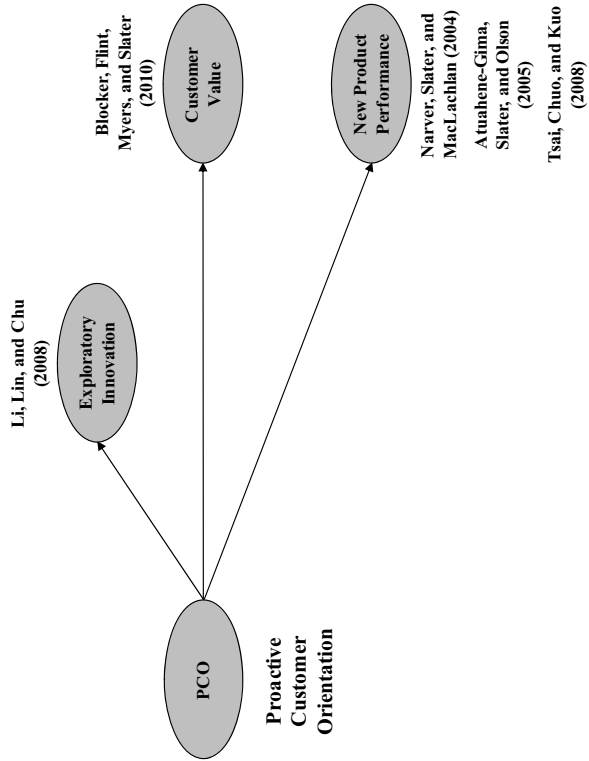 PCO
Proactive
Customer
Orientation
Li, Lin, and Chu
(2008)
Exploratory
Innovation
Blocker, Flint,
Myers, and Slater
(2010)
Customer
Value
New Product
Performance
Narver, Slater, and
MacLachlan (2004)
Atuahene-Gima,
Slater, and Olson
(2005)
Tsai, Chuo, and Kuo
(2008)